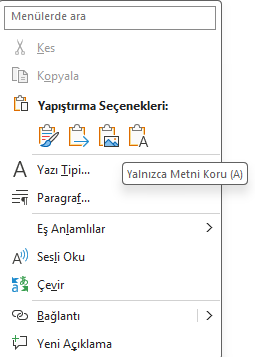 Menülerde ara
Kes
Kopyala
Yapıştırma Seçenekleri:
Yazı Tipi...
Yalnızca Metni Koru (A)
Paragraf...
Eş Anlamlılar
Sesli Oku
Çevir
Bağlantı
Yeni Açıklama